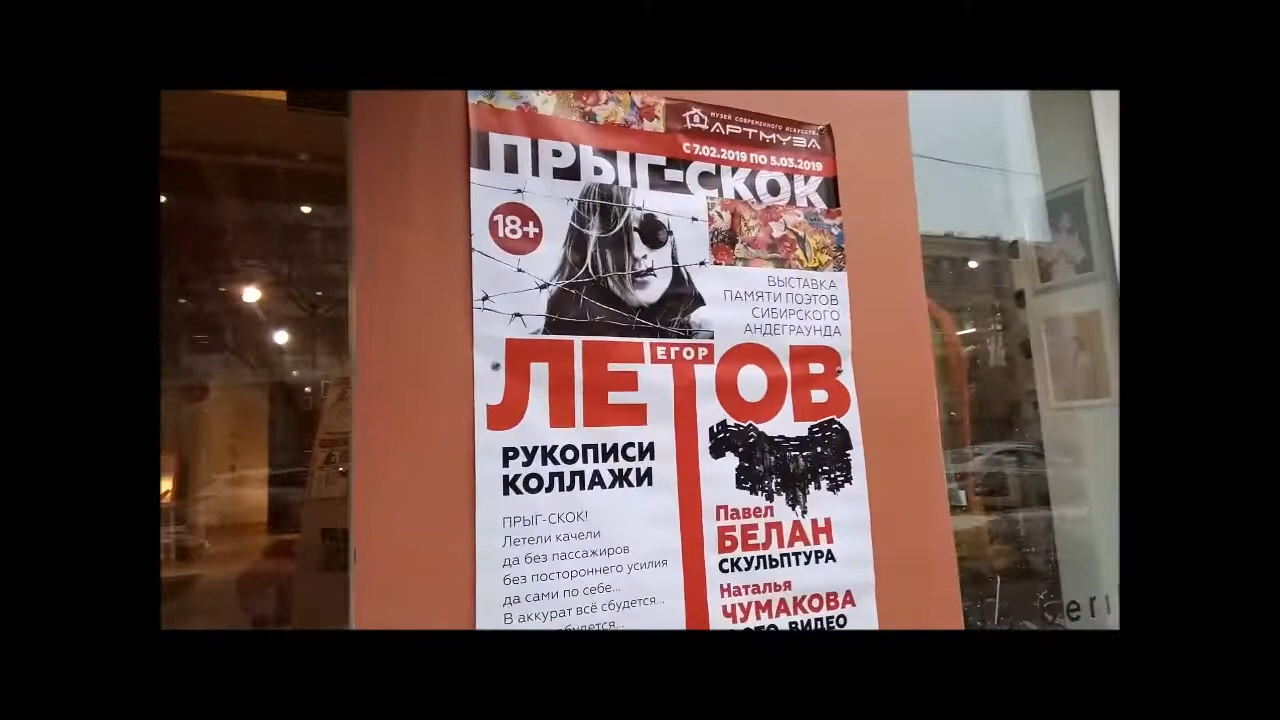 МУЗЕЙ СОВРЕМЕННОГО ИСКУССТВА
АРТМУЗА
С 7.02.2019 ПО 5.03.2019
ПРЫГ-СКОК
18+
ВЫСТАВКА
ПАМЯТИ ПОЭТОВ
СИБИРСКОГО
АНДЕГРАУНДА
ЕГОР
ЛЕТОВ
РУКОПИСИ
КОЛЛАЖИ
ПРЫГ-СКОК!
Летели качели
да без пассажиров
без постороннего усилия
да сами по себе...
В аккурат всё сбудется...
Павел
БЕЛАН
СКУЛЬПТУРА
Наталья
ЧУМАКОВА
ФОТО, ВИДЕО